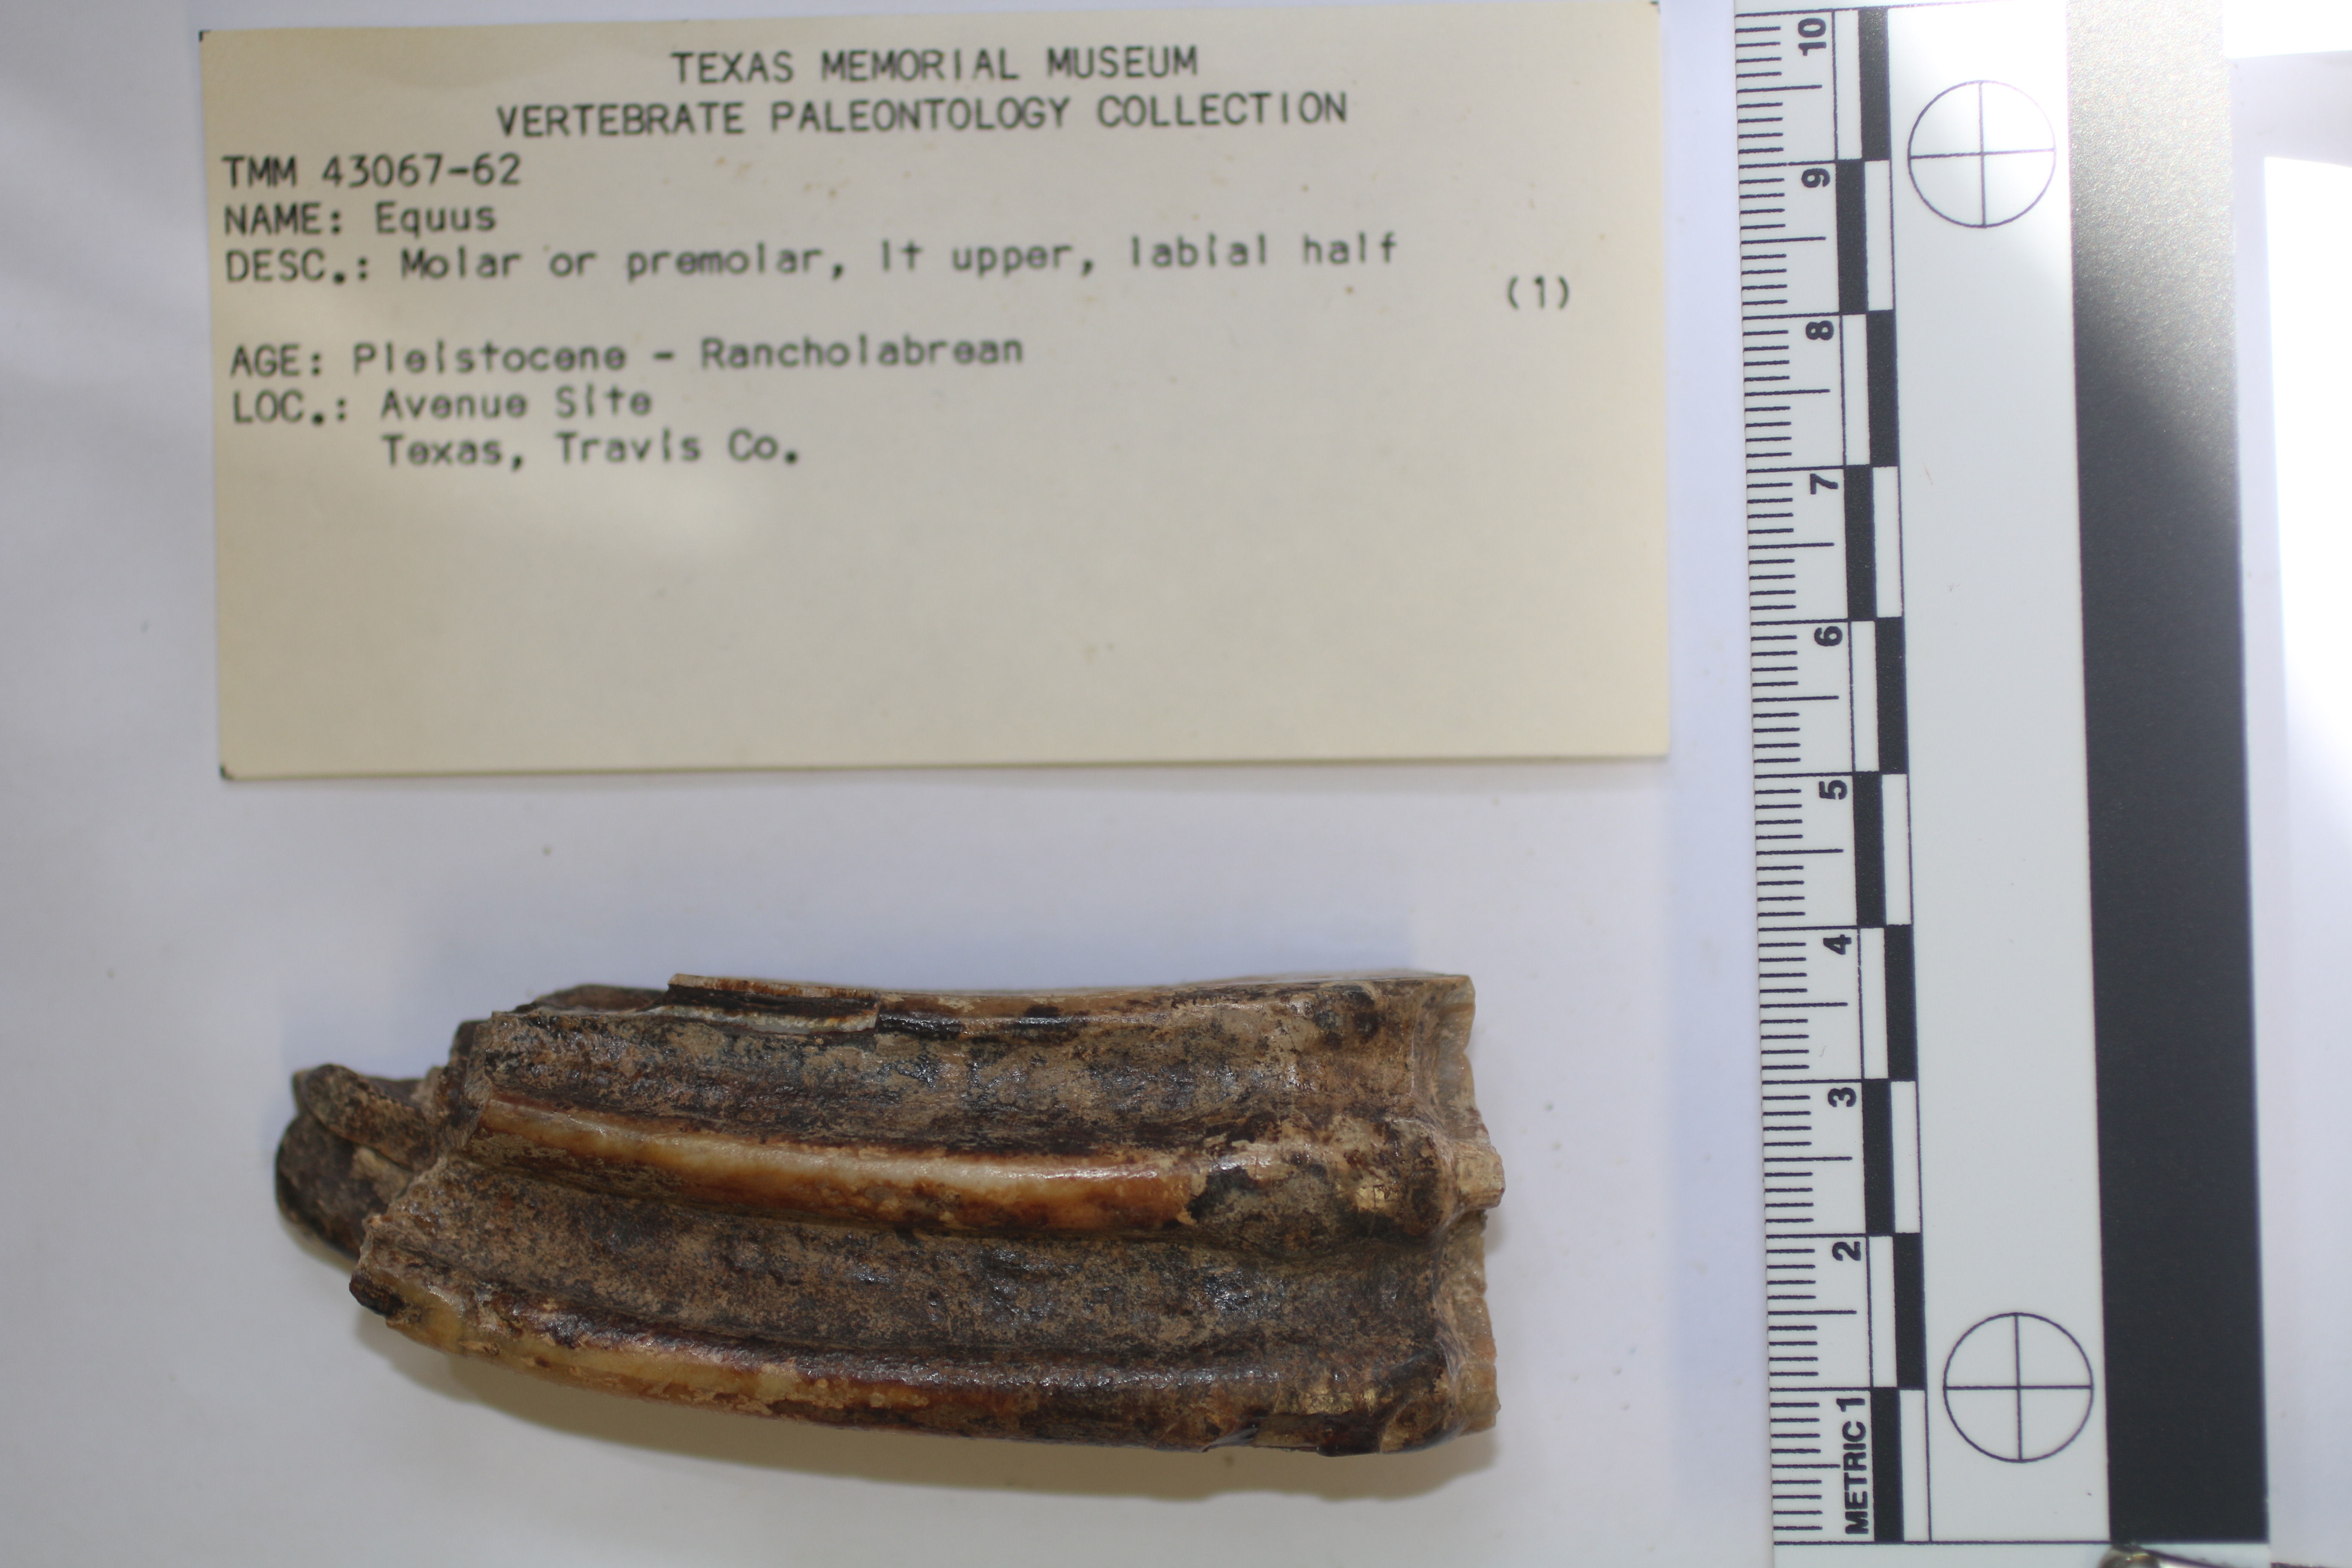 TEXAS MEMORIAL MUSEUM
VERTEBRATE PALEONTOLOGY COLLECTION
TMM 43067-62
NAME: Equus
DESC.: Molar or premolar, lt upper, labial half
(1)
AGE: Pleistocene - Rancholabrean
LOC.: Avenue Site
Texas, Travis Co.
METRIC 1 2 3 4 5 6 7 8 9 10